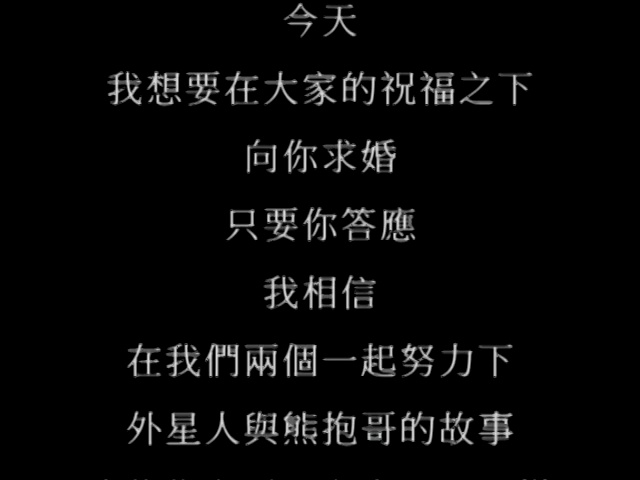 今天
我想要在大家的祝福之下
向你求婚
只要你答應
我相信
在我們兩個一起努力下
外星人與熊抱哥的故事